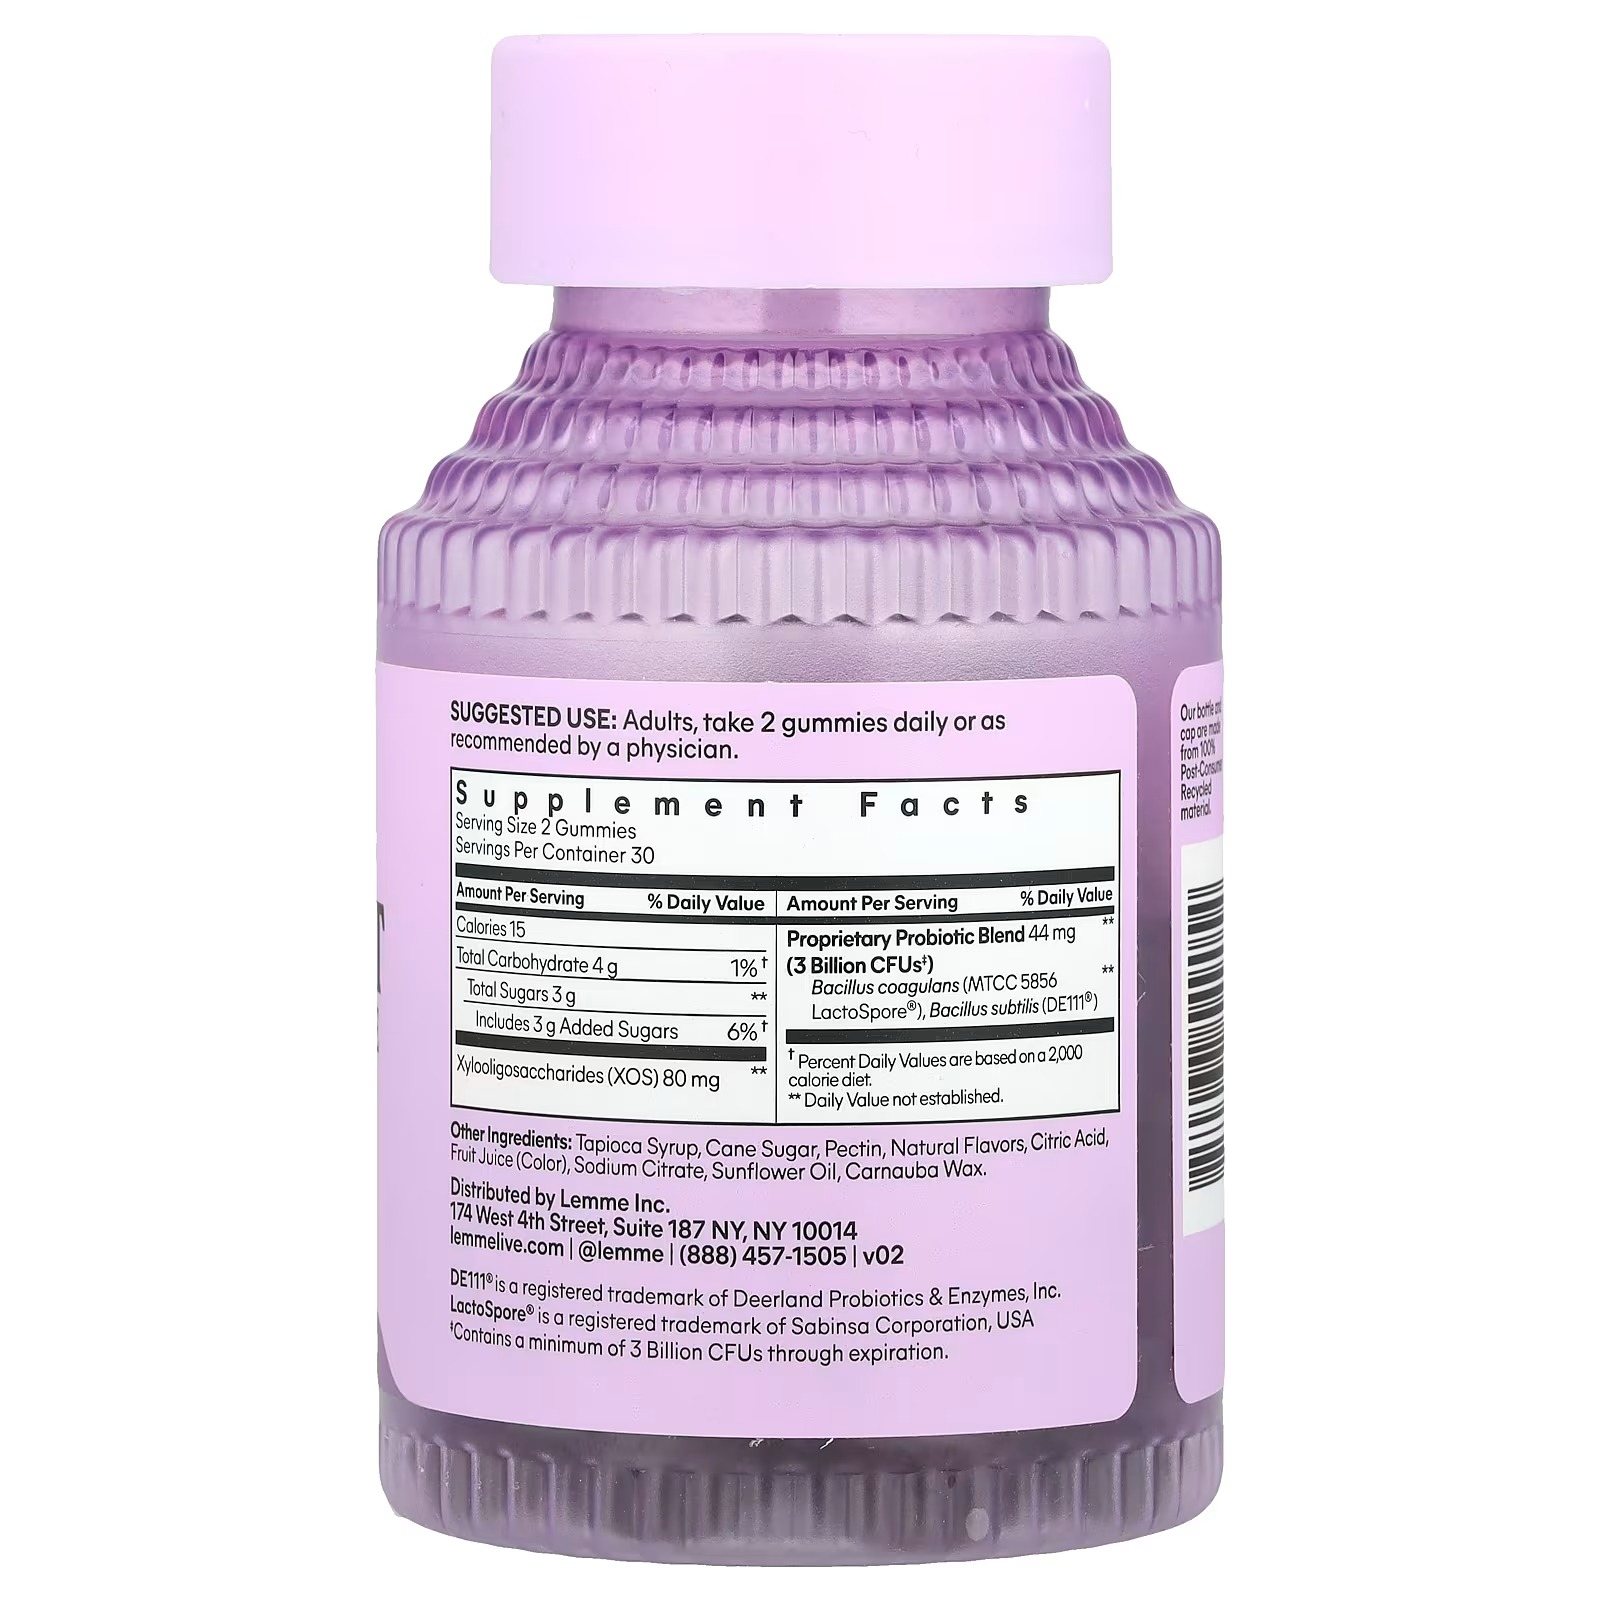 SUGGESTED USE: Adults, take 2 gummies daily or as
recommended by a physician.
Supplement Facts
Serving Size 2 Gummies
Servings Per Container 30
Amount Per Serving % Daily Value
Calories 15
Total Carbohydrate 4 g 1%†
Total Sugars 3 g **
Includes 3 g Added Sugars 6%†
Xylooligosaccharides (XOS) 80 mg **
Amount Per Serving % Daily Value
Proprietary Probiotic Blend 44 mg **
(3 Billion CFUs‡)
Bacillus coagulans (MTCC 5856 **
LactoSpore®), Bacillus subtilis (DE111®)
† Percent Daily Values are based on a 2,000
calorie diet.
** Daily Value not established.
Other Ingredients: Tapioca Syrup, Cane Sugar, Pectin, Natural Flavors, Citric Acid,
Fruit Juice (Color), Sodium Citrate, Sunflower Oil, Carnauba Wax.
Distributed by Lemme Inc.
174 West 4th Street, Suite 187 NY, NY 10014
lemmelive.com | @lemme | (888) 457-1505 | v02
DE111® is a registered trademark of Deerland Probiotics & Enzymes, Inc.
LactoSpore® is a registered trademark of Sabinsa Corporation, USA
‡Contains a minimum of 3 Billion CFUs through expiration.
Our bottle and
cap are made
from 100%
Post-Consumer
Recycled
material.